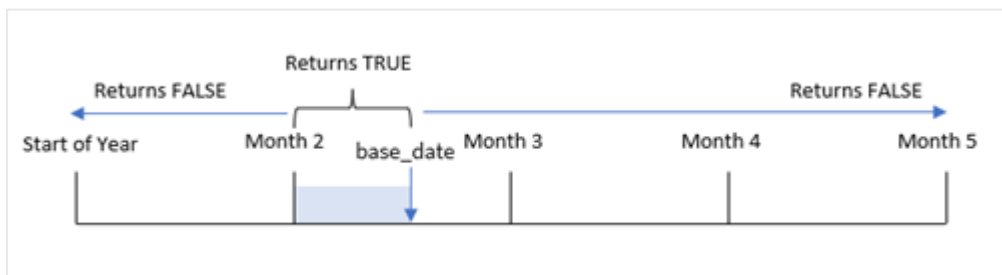 Returns TRUE
Returns FALSE
Returns FALSE
Start of Year
Month 2
base_date
Month 3
Month 4
Month 5